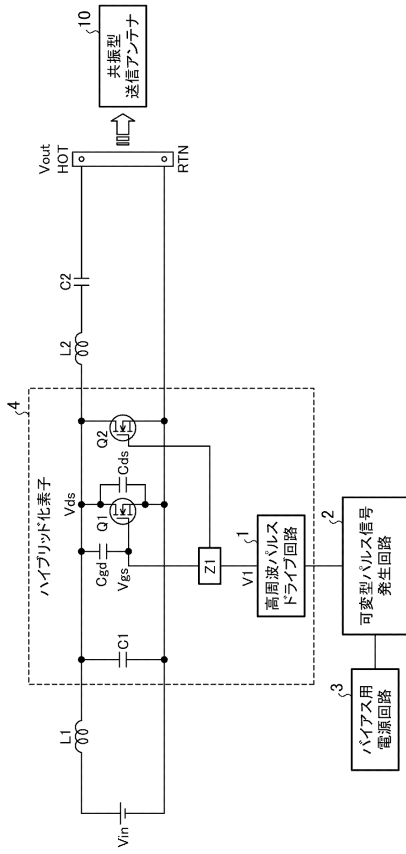 10
共振型
送信アンテナ
Vout
HOT
RTN
C2
L2
4
ハイブリッド化素子
Vds
Q2
Cds
Q1
Cgd
Vgs
Z1
V1
1
高周波パルス
ドライブ回路
C1
L1
Vin
2
可変型パルス信号
発生回路
3
バイアス用
電源回路